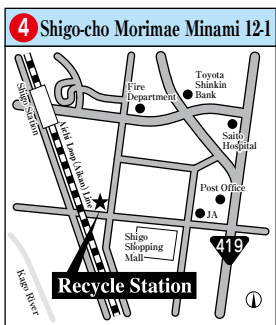 4 Shigo-cho Morimae Minami 12-1
Toyota
Shinkin
Bank
Fire
Department
Shigo Station
Aichi Loop (Aikan) Line
Saito
Hospital
Post Office
JA
Shigo
Shopping
Mall
419
Recycle Station
Kago River